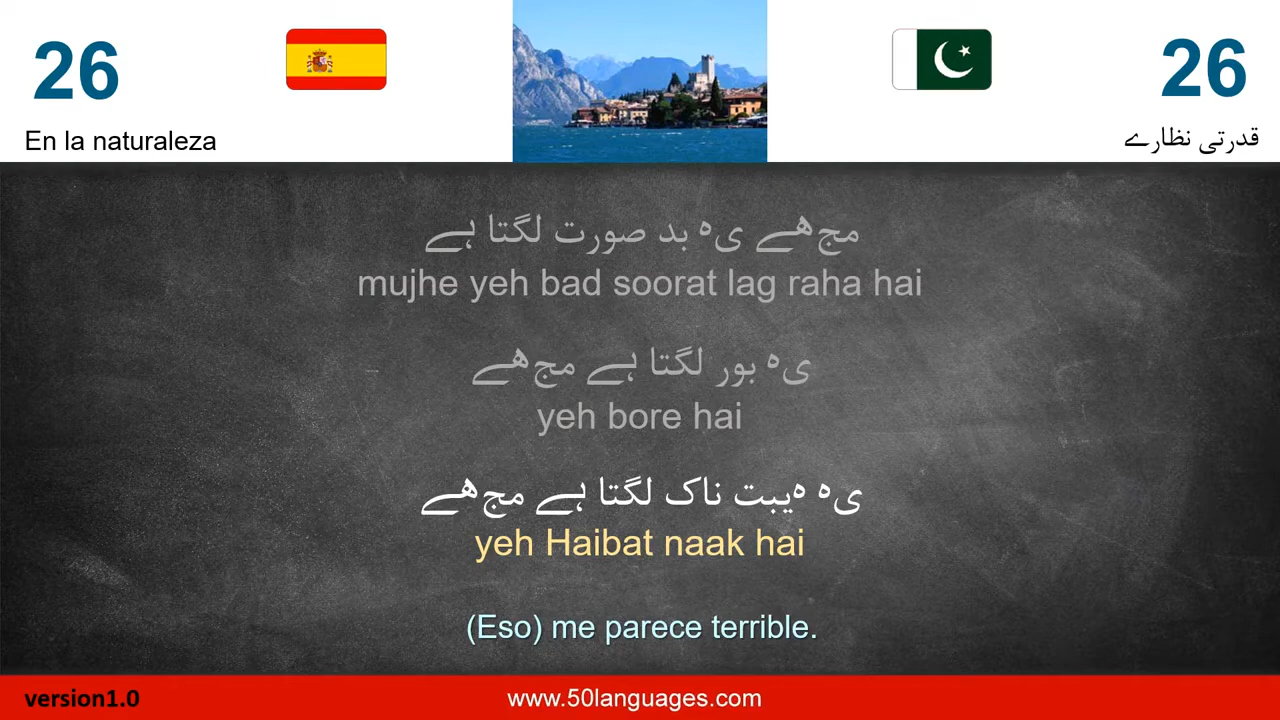 26
En la naturaleza
26
قدرتی نظارے
مجھے یہ بد صورت لگتا ہے
mujhe yeh bad soorat lag raha hai
یہ بور لگتا ہے مجھے
yeh bore hai
یہ ہیبت ناک لگتا ہے مجھے
yeh Haibat naak hai
(Eso) me parece terrible.
version1.0
www.50languages.com